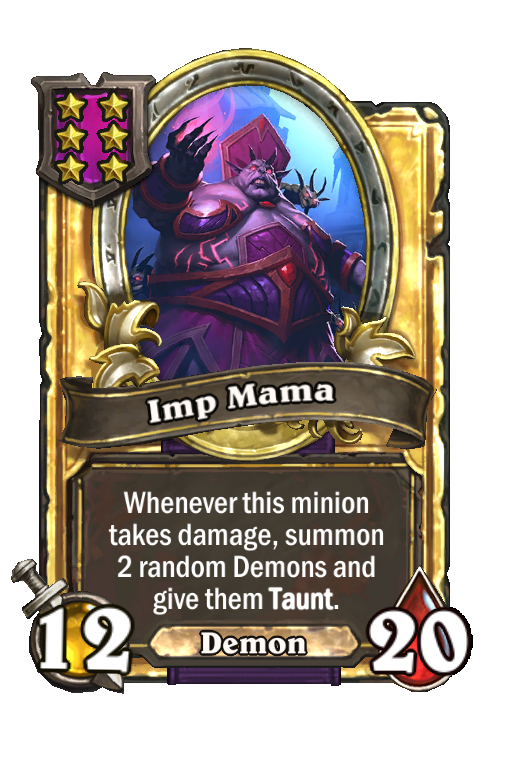 Imp Mama
Whenever this minion
takes damage, summon
2 random Demons and
give them Taunt.
12
Demon
20